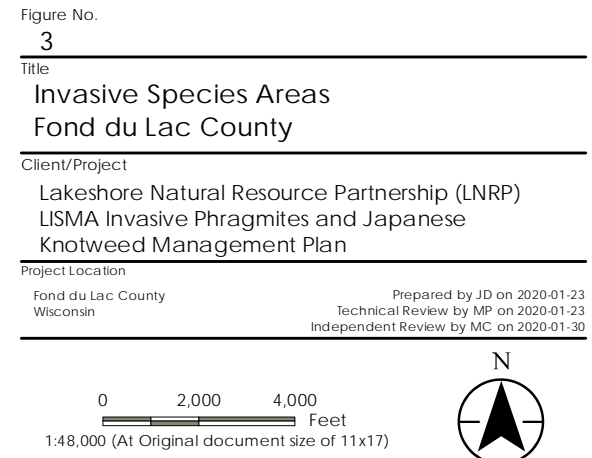 Figure No.
3
Title
Invasive Species Areas
Fond du Lac County
Client/Project
Lakeshore Natural Resource Partnership (LNRP)
LISMA Invasive Phragmites and Japanese
Knotweed Management Plan
Project Location
Fond du Lac County
Wisconsin
Prepared by JD on 2020-01-23
Technical Review by MP on 2020-01-23
Independent Review by MC on 2020-01-30
N
0 2,000 4,000
Feet
1:48,000 (At Original document size of 11x17)